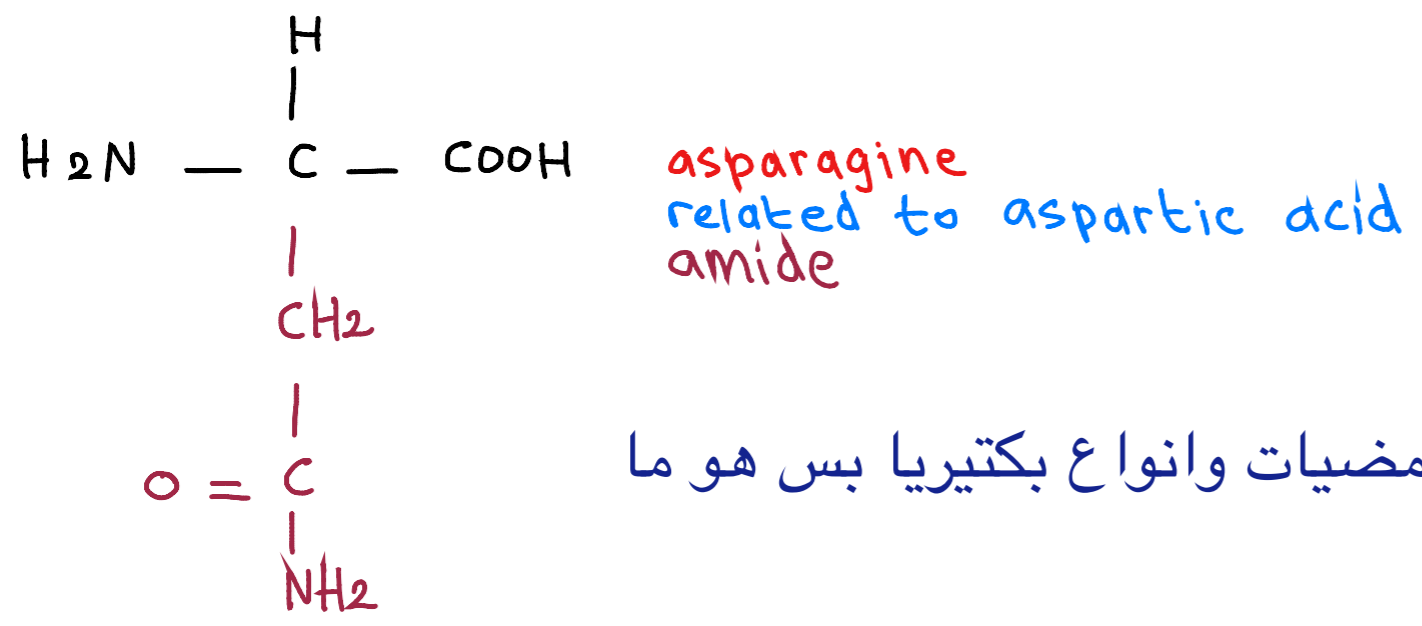 H
H2N — C — COOH
asparagine
related to aspartic acid
amide
CH2
وانواع بكتيريا بس هو ما
O = C
NH2